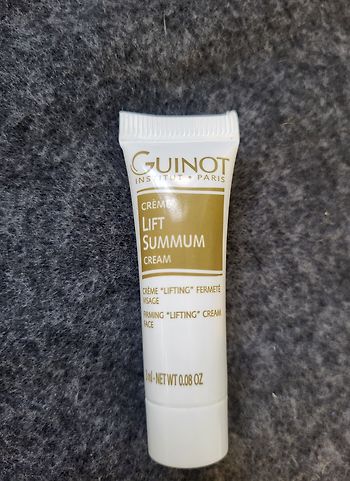 GUINOT
INSTITUT • PARIS
CRÈME
LIFT
SUMMUM
CREAM
CRÈME "LIFTING" FERMETÉ
VISAGE
FIRMING "LIFTING" CREAM
FACE
ml - NET WT 0.08 OZ